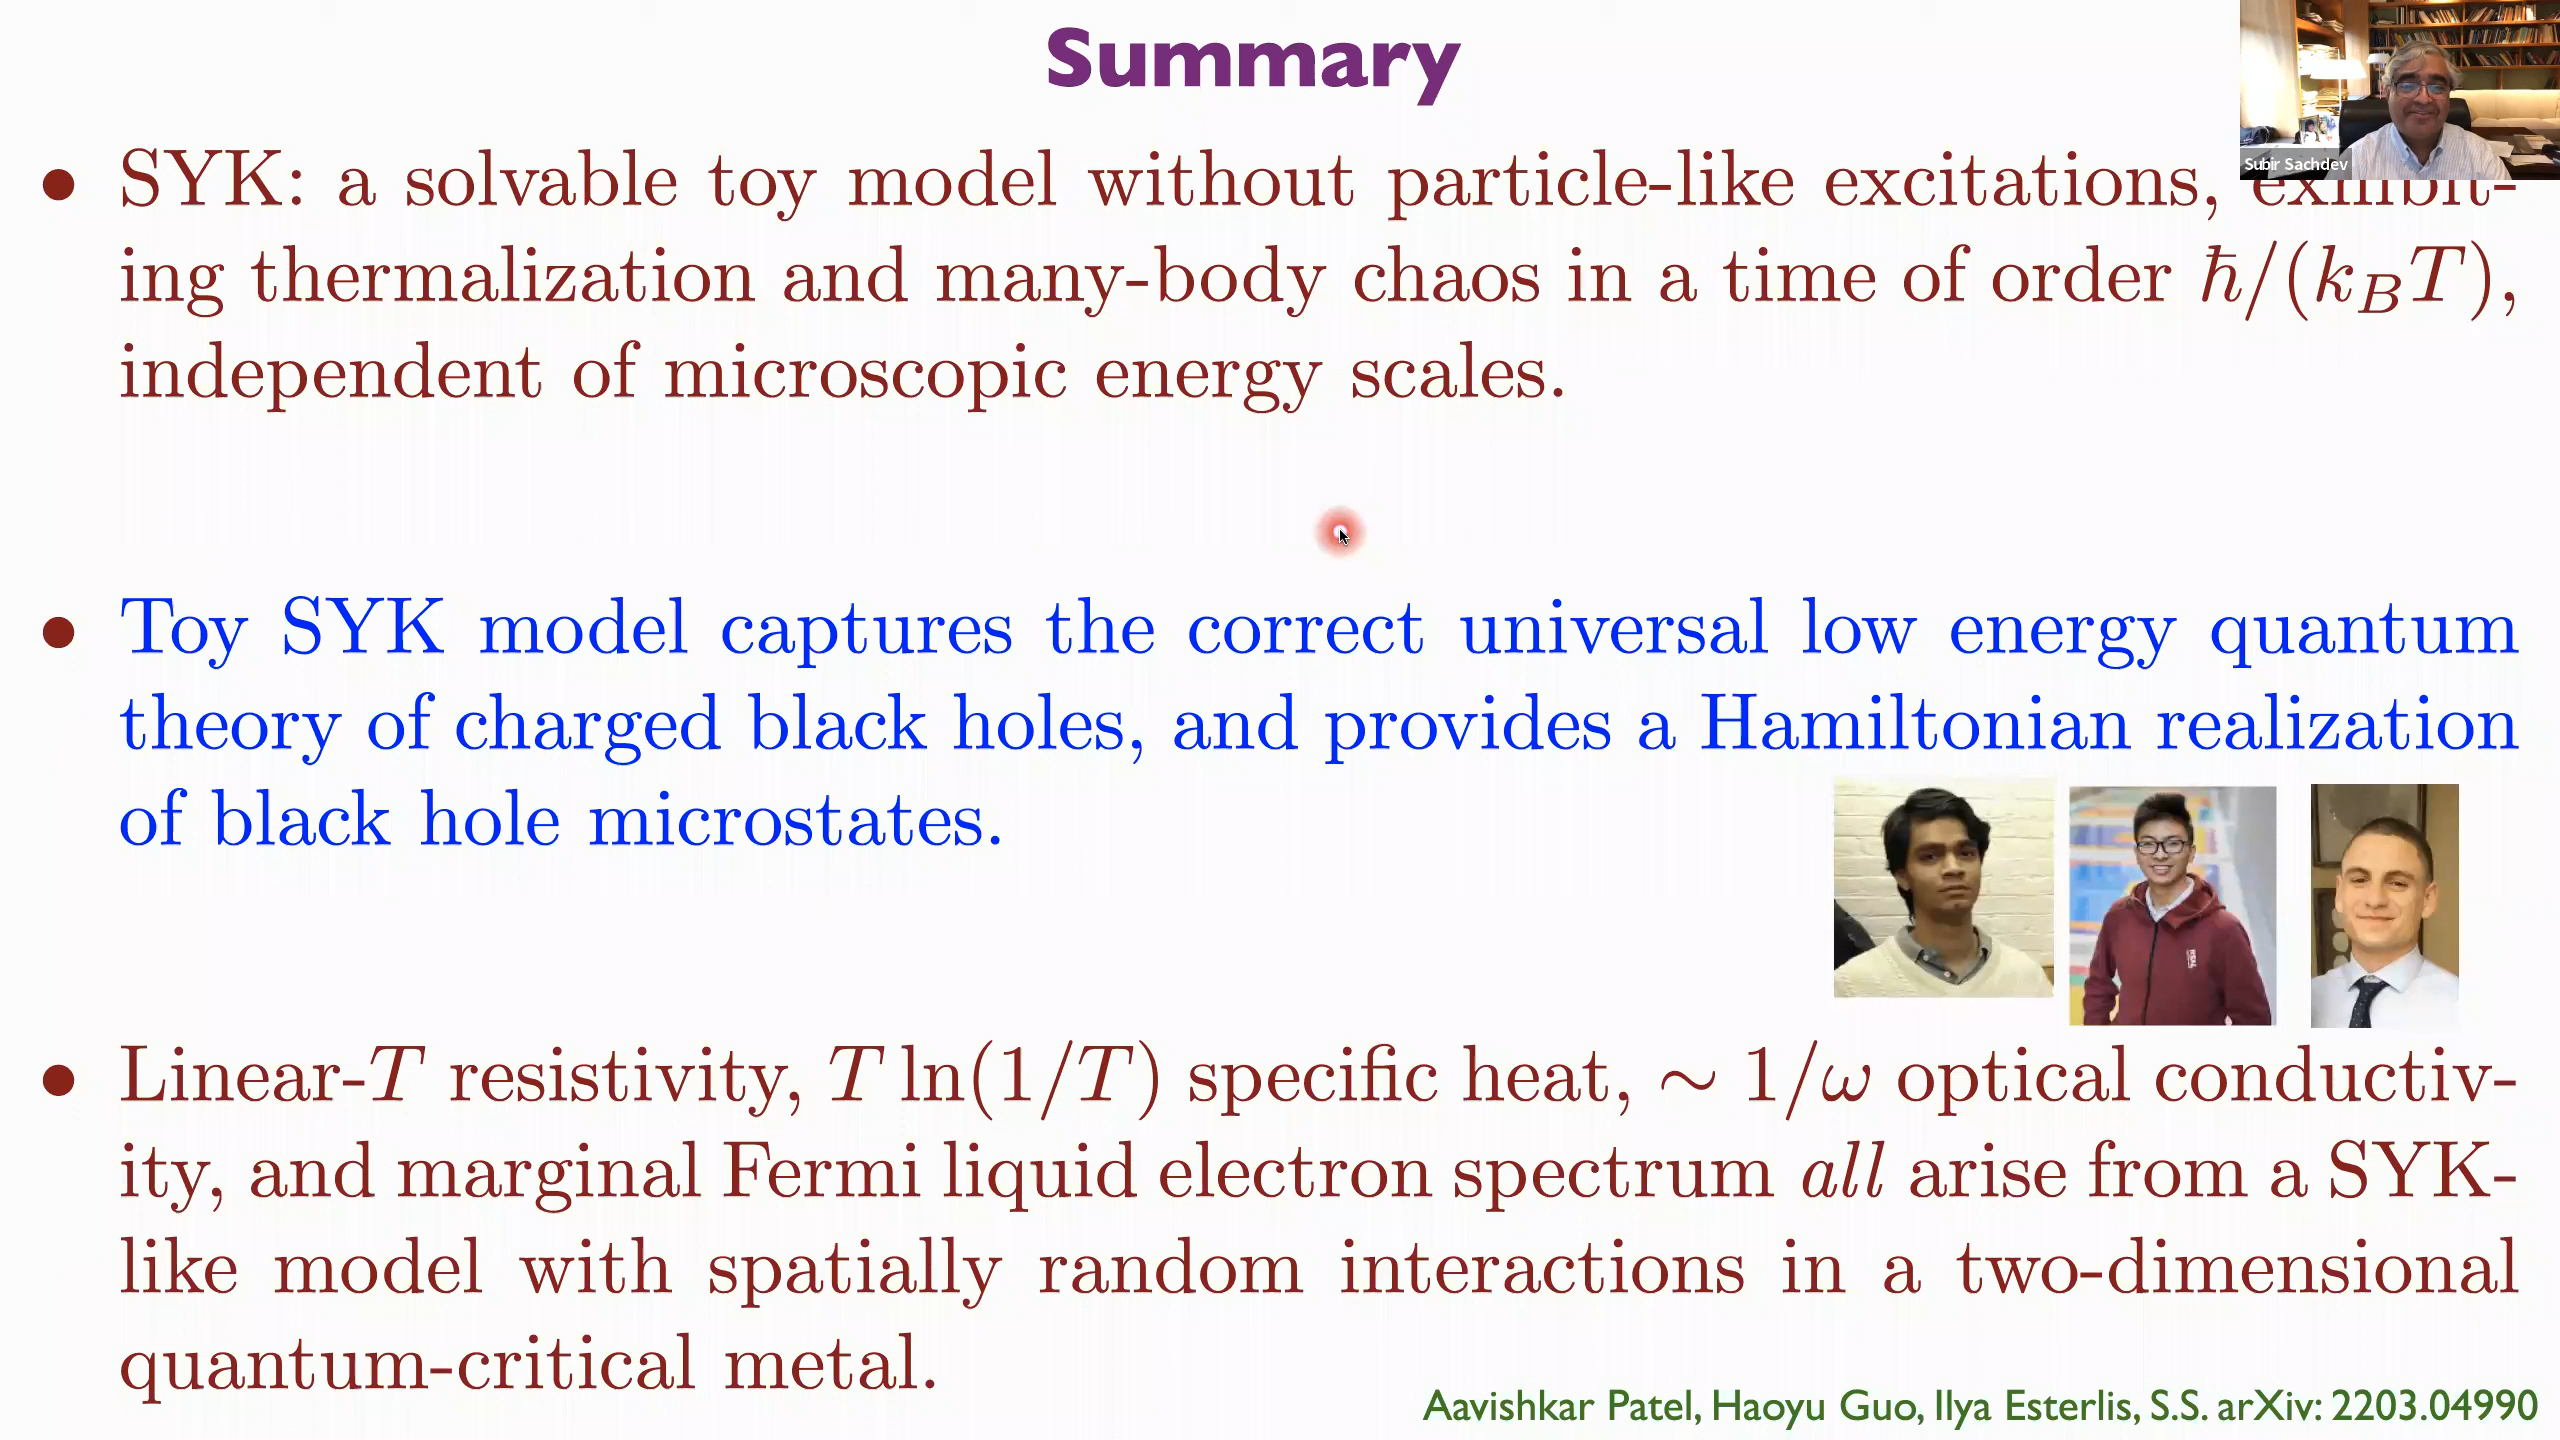 Summary
Subir Sachdev
• SYK: a solvable toy model without particle-like excitations, exhibit-
ing thermalization and many-body chaos in a time of order ℏ/(k_BT),
independent of microscopic energy scales.
• Toy SYK model captures the correct universal low energy quantum
theory of charged black holes, and provides a Hamiltonian realization
of black hole microstates.
• Linear-T resistivity, T ln(1/T) specific heat, ∼ 1/ω optical conductiv-
ity, and marginal Fermi liquid electron spectrum all arise from a SYK-
like model with spatially random interactions in a two-dimensional
quantum-critical metal.
Aavishkar Patel, Haoyu Guo, Ilya Esterlis, S.S. arXiv: 2203.04990